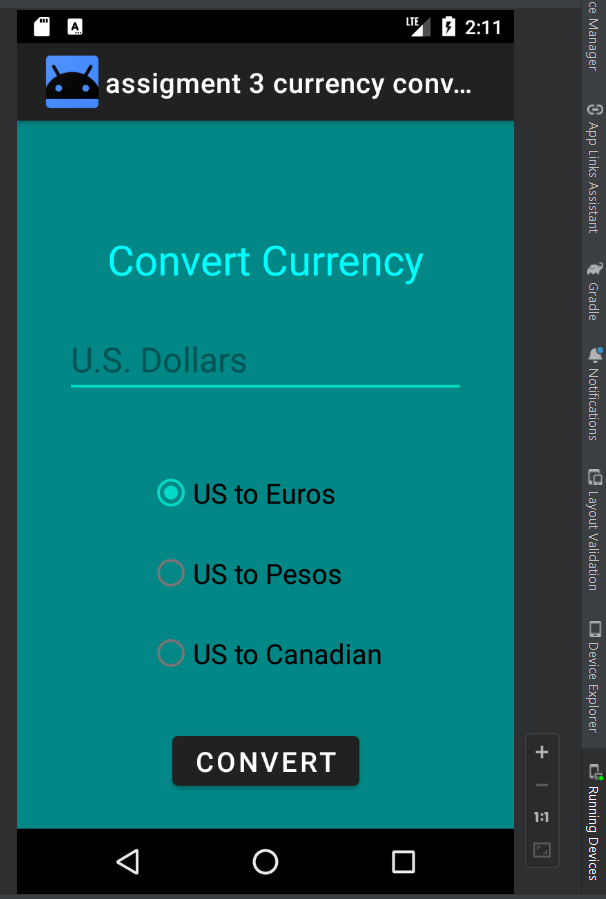 LTE 2:11
assigment 3 currency conv...
Convert Currency
U.S. Dollars
US to Euros
US to Pesos
US to Canadian
CONVERT
1:1
ce Manager
App Links Assistant
Gradle
Notifications
Layout Validation
Device Explorer
Running Devices